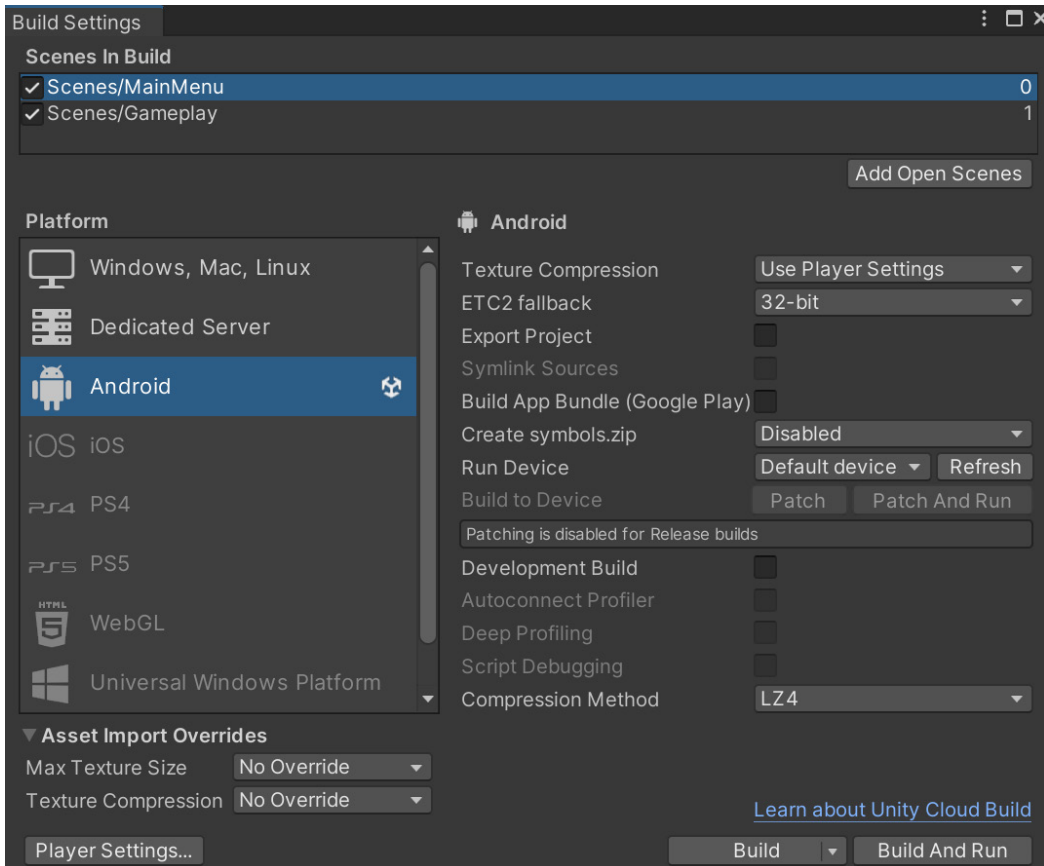 Build Settings
Scenes In Build
Scenes/MainMenu 0
Scenes/Gameplay 1
Add Open Scenes
Platform
Windows, Mac, Linux
Dedicated Server
Android
iOS iOS
PS4 PS4
PS5 PS5
HTML 5 WebGL
Universal Windows Platform
Android
Texture Compression Use Player Settings
ETC2 fallback 32-bit
Export Project
Symlink Sources
Build App Bundle (Google Play)
Create symbols.zip Disabled
Run Device Default device Refresh
Build to Device Patch Patch And Run
Patching is disabled for Release builds
Development Build
Autoconnect Profiler
Deep Profiling
Script Debugging
Compression Method LZ4
Asset Import Overrides
Max Texture Size No Override
Texture Compression No Override
Learn about Unity Cloud Build
Player Settings... Build Build And Run